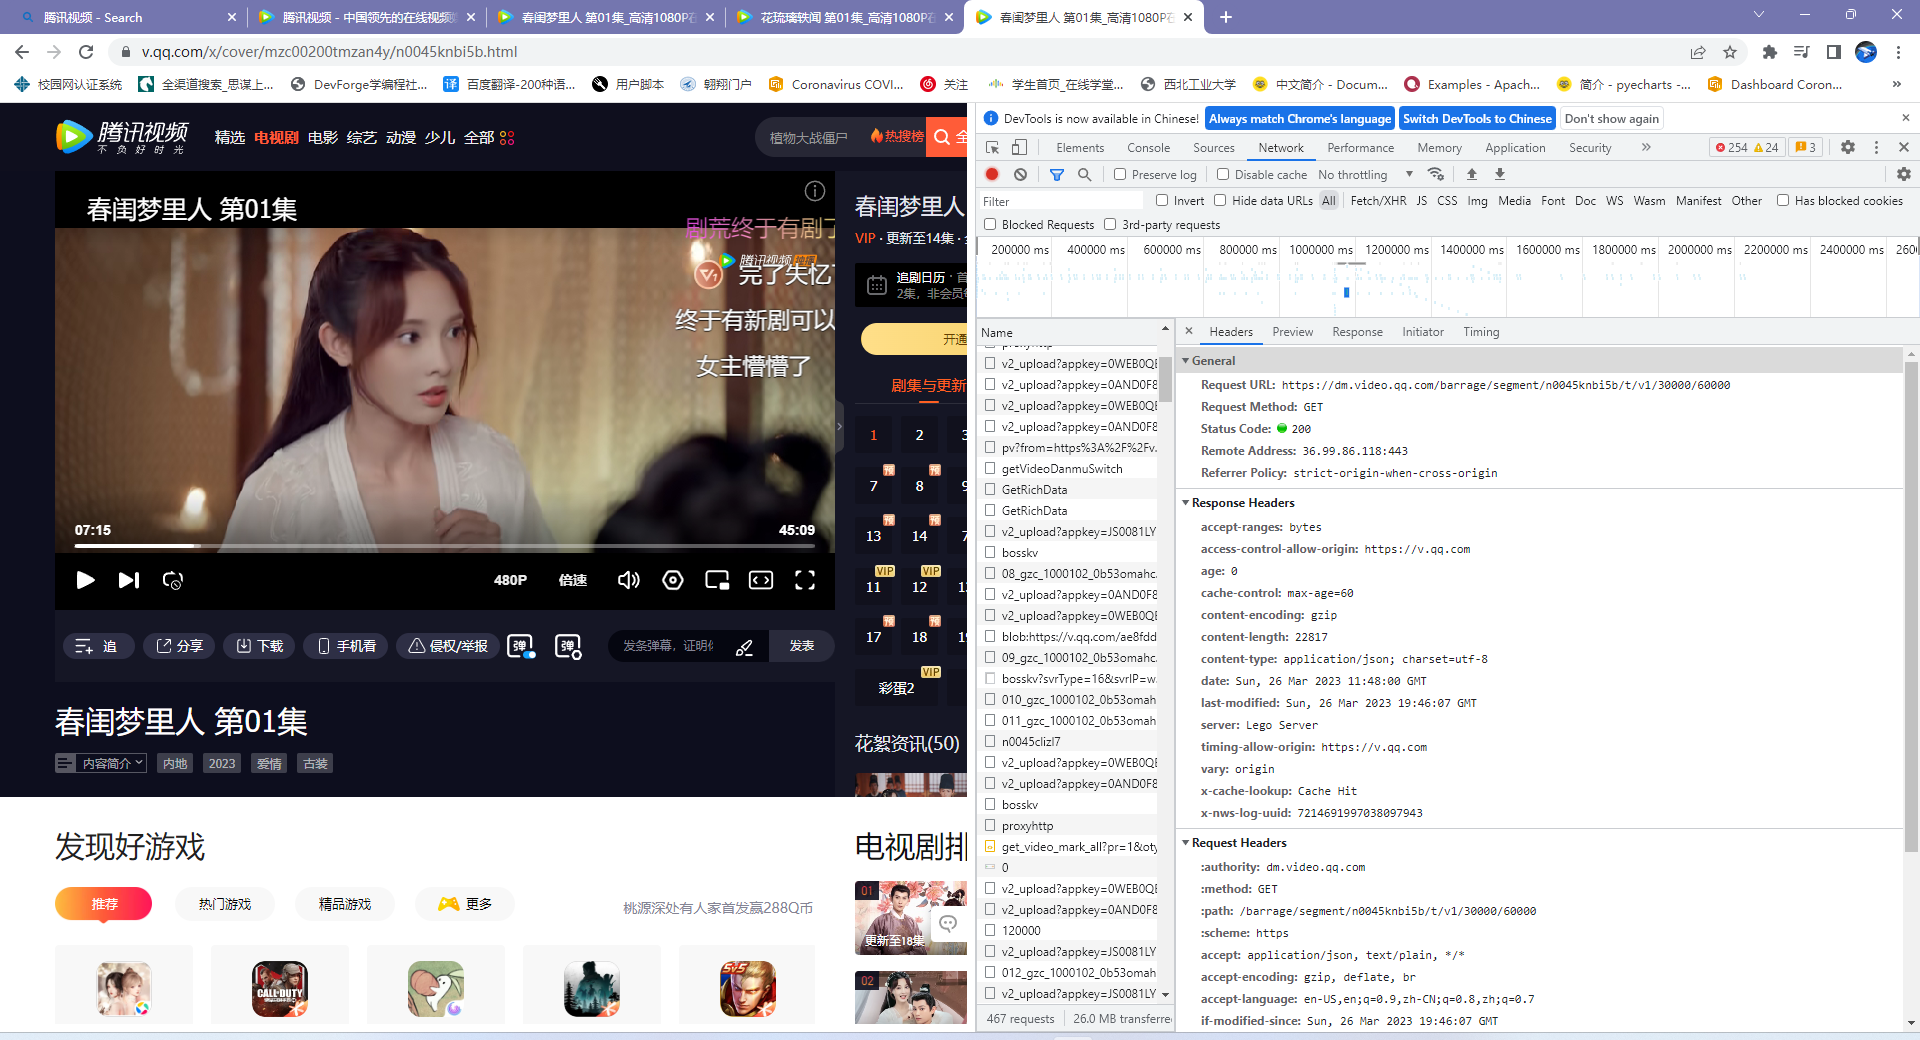 腾讯视频 - Search
腾讯视频 - 中国领先的在线视频
春闺梦里人 第01集_高清1080P在
花琉璃轶闻 第01集_高清1080P在
春闺梦里人 第01集_高清1080P在
v.qq.com/x/cover/mzc00200tmzan4y/n0045knbi5b.html
校园网认证系统
全渠道搜索_思谋上...
DevForge学编程社...
百度翻译-200种语...
用户脚本
翱翔门户
Coronavirus COVI...
关注
学生首页_在线学堂...
西北工业大学
中文简介 - Docum...
Examples - Apach...
简介 - pyecharts -...
Dashboard Coron...
»
腾讯视频
不负好时光
精选 电视剧 电影 综艺 动漫 少儿 全部
植物大战僵尸
热搜榜
全
春闺梦里人 第01集
剧荒终于有剧了
腾讯视频
完了失忆了
终于有新剧可以
女主懵懵了
07:15
45:09
480P
倍速
追
分享
下载
手机看
侵权/举报
弹
弹
发条弹幕，证明你
发表
春闺梦里人 第01集
内容简介
内地
2023
爱情
古装
春闺梦里人
VIP · 更新至14集 ·
追剧日历 · 首
2集，非会员每
开通
剧集与更新
1 2 3
7 预 8 预 9
13 预 14 预 7
11 VIP 12 VIP 13
17 预 18 预 19
彩蛋2 VIP
花絮资讯(50)
发现好游戏
推荐
热门游戏
精品游戏
更多
桃源深处有人家首发赢288Q币
CALL·DUTY
5V5
电视剧排
01
更新至18集
02
DevTools is now available in Chinese!
Always match Chrome's language
Switch DevTools to Chinese
Don't show again
Elements Console Sources Network Performance Memory Application Security »
254 24 3
Preserve log
Disable cache
No throttling
Filter
Invert
Hide data URLs
All Fetch/XHR JS CSS Img Media Font Doc WS Wasm Manifest Other
Has blocked cookies
Blocked Requests
3rd-party requests
200000 ms 400000 ms 600000 ms 800000 ms 1000000 ms 1200000 ms 1400000 ms 1600000 ms 1800000 ms 2000000 ms 2200000 ms 2400000 ms 2600
Name
proxyhttp
v2_upload?appkey=0WEB0QE
v2_upload?appkey=0AND0F8
v2_upload?appkey=0WEB0QE
v2_upload?appkey=0AND0F8
pv?from=https%3A%2F%2Fv.
getVideoDanmuSwitch
GetRichData
GetRichData
v2_upload?appkey=JS0081LY
bosskv
08_gzc_1000102_0b53omahc.
v2_upload?appkey=0AND0F8
v2_upload?appkey=0WEB0QE
blob:https://v.qq.com/ae8fdd
09_gzc_1000102_0b53omahc.
bosskv?svrType=16&svrIP=w
010_gzc_1000102_0b53omah
011_gzc_1000102_0b53omah
n0045clizl7
v2_upload?appkey=0WEB0QE
v2_upload?appkey=0AND0F8
bosskv
proxyhttp
get_video_mark_all?pr=1&oty
0
v2_upload?appkey=0WEB0QE
v2_upload?appkey=0AND0F8
120000
v2_upload?appkey=JS0081LY
012_gzc_1000102_0b53omah
v2_upload?appkey=JS0081LY
467 requests
26.0 MB transferre
Headers Preview Response Initiator Timing
General
Request URL: https://dm.video.qq.com/barrage/segment/n0045knbi5b/t/v1/30000/60000
Request Method: GET
Status Code: 200
Remote Address: 36.99.86.118:443
Referrer Policy: strict-origin-when-cross-origin
Response Headers
accept-ranges: bytes
access-control-allow-origin: https://v.qq.com
age: 0
cache-control: max-age=60
content-encoding: gzip
content-length: 22817
content-type: application/json; charset=utf-8
date: Sun, 26 Mar 2023 11:48:00 GMT
last-modified: Sun, 26 Mar 2023 19:46:07 GMT
server: Lego Server
timing-allow-origin: https://v.qq.com
vary: origin
x-cache-lookup: Cache Hit
x-nws-log-uuid: 7214691997038097943
Request Headers
:authority: dm.video.qq.com
:method: GET
:path: /barrage/segment/n0045knbi5b/t/v1/30000/60000
:scheme: https
accept: application/json, text/plain, */*
accept-encoding: gzip, deflate, br
accept-language: en-US,en;q=0.9,zh-CN;q=0.8,zh;q=0.7
if-modified-since: Sun, 26 Mar 2023 19:46:07 GMT